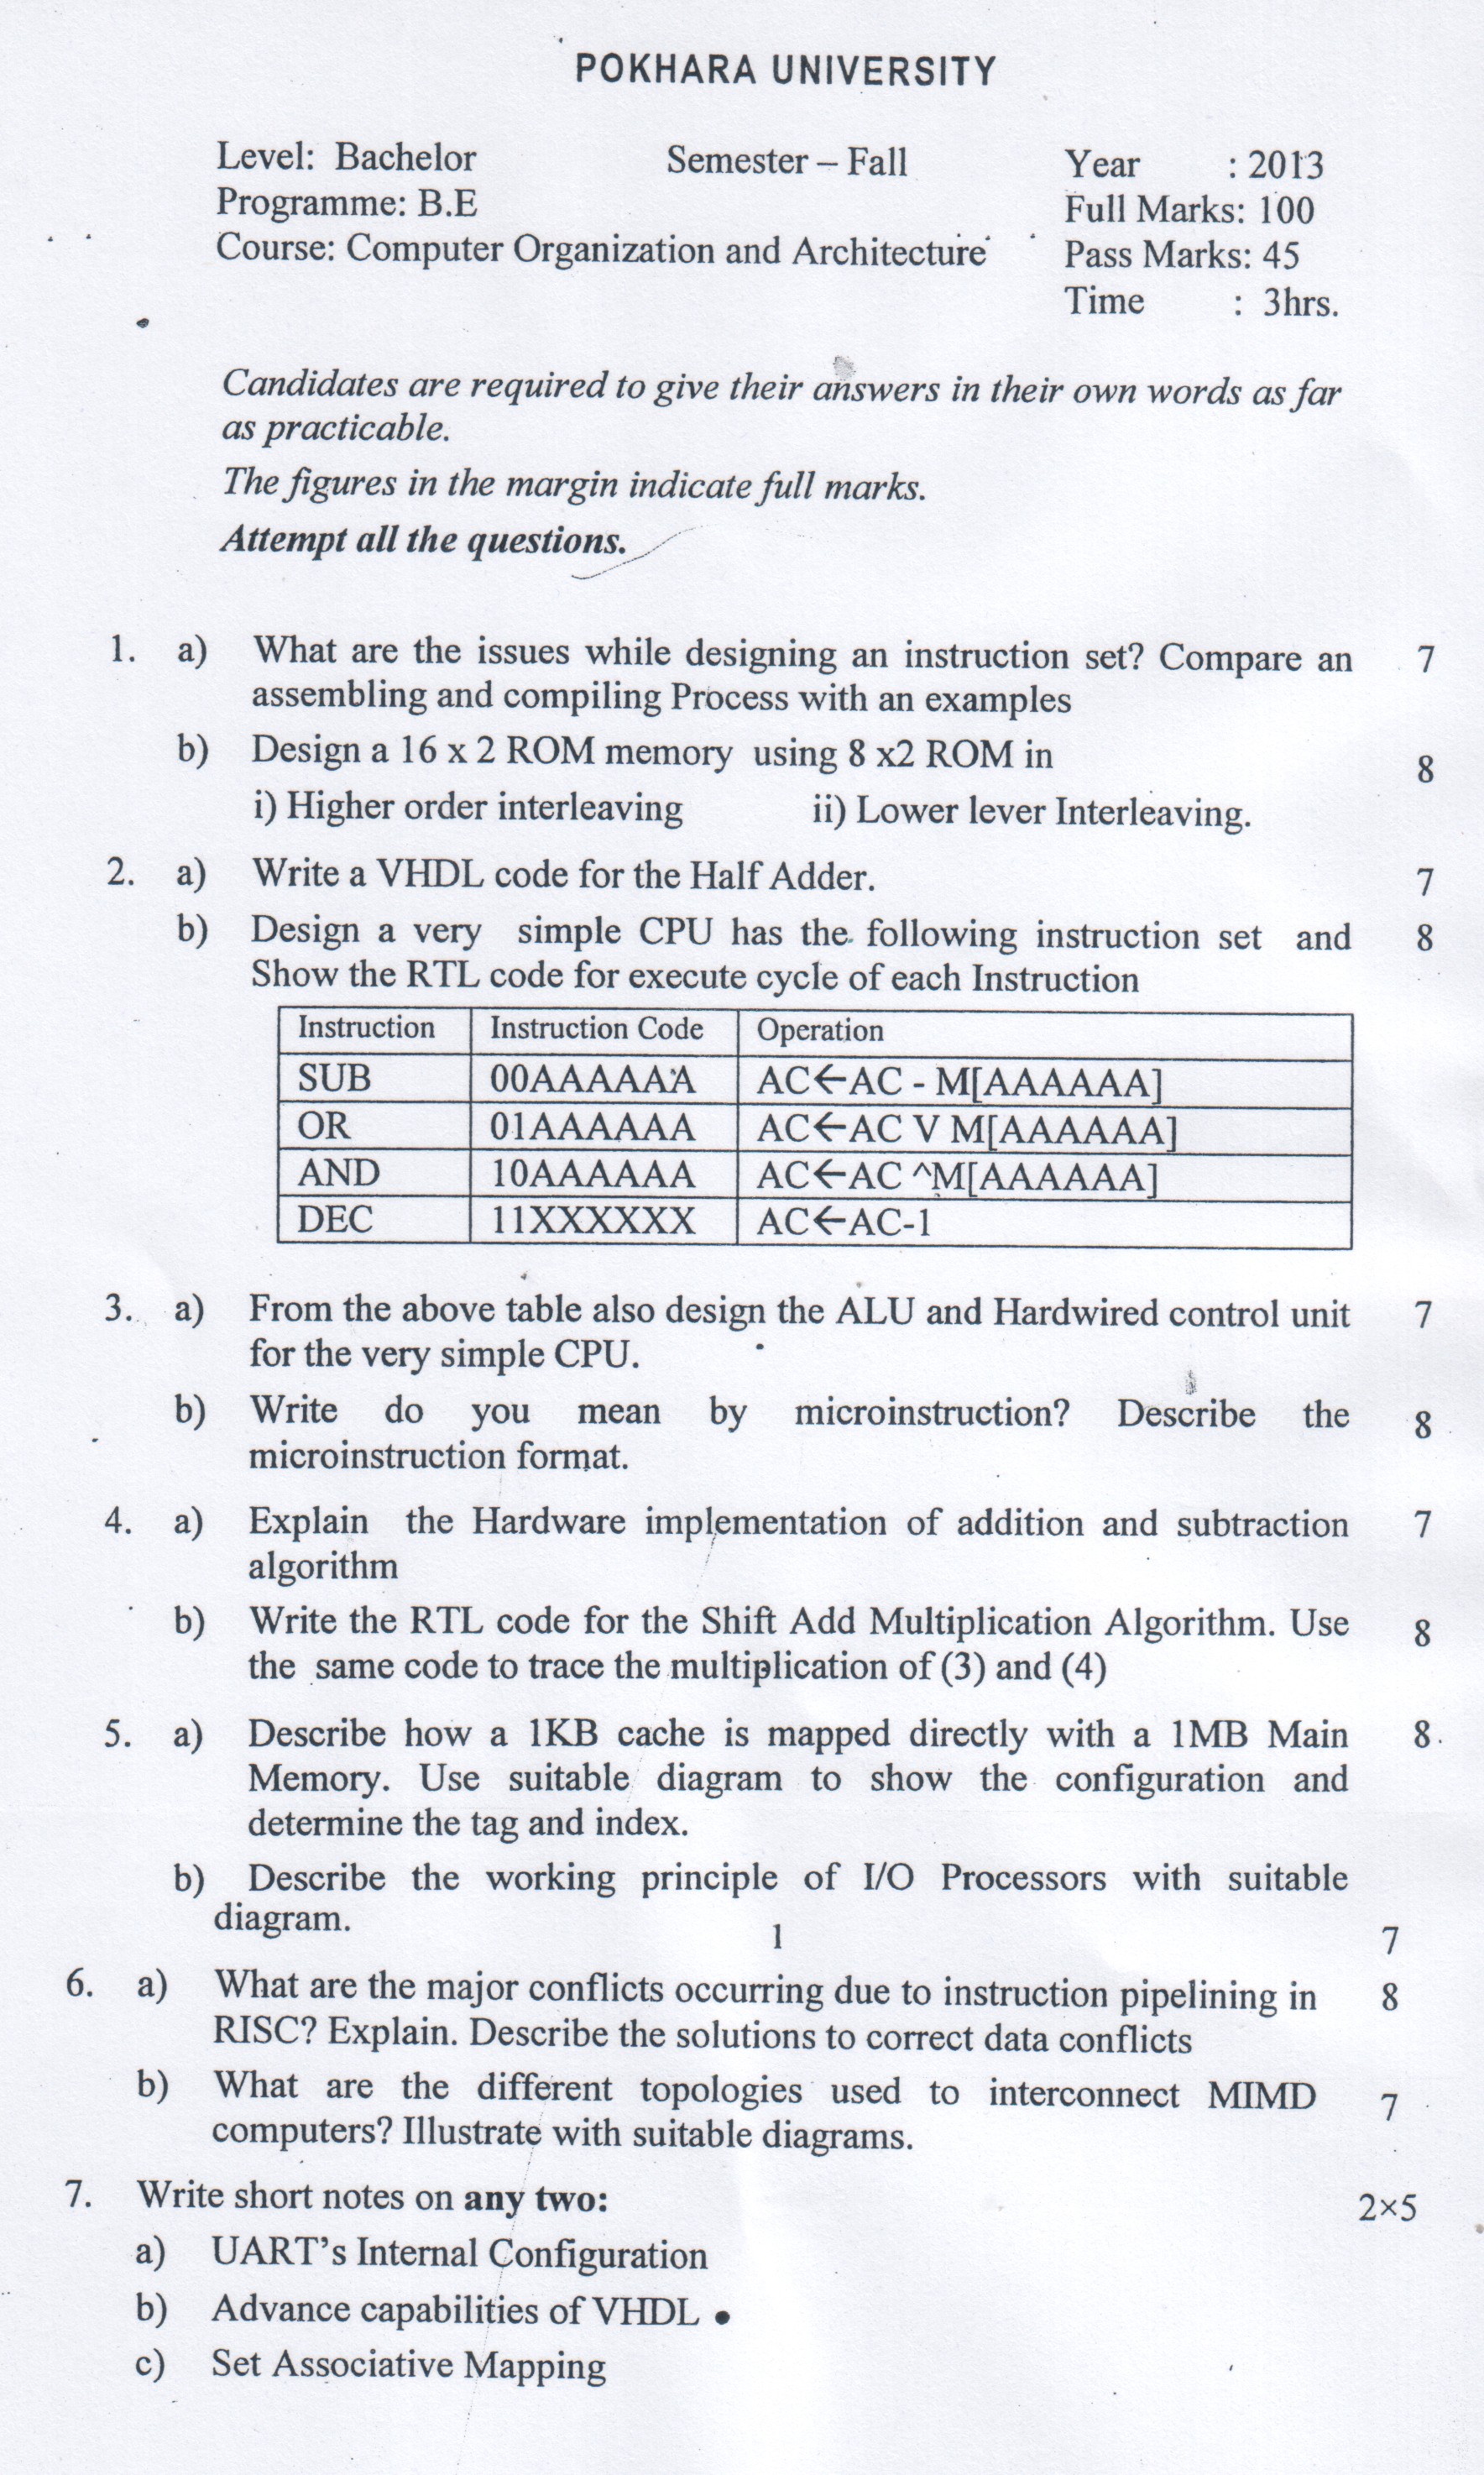 POKHARA UNIVERSITY
Level: Bachelor Semester – Fall Year : 2013
Programme: B.E Full Marks: 100
Course: Computer Organization and Architecture Pass Marks: 45
Time : 3hrs.
Candidates are required to give their answers in their own words as far
as practicable.
The figures in the margin indicate full marks.
Attempt all the questions.
1. a) What are the issues while designing an instruction set? Compare an 7
assembling and compiling Process with an examples
b) Design a 16 x 2 ROM memory using 8 x2 ROM in 8
i) Higher order interleaving ii) Lower lever Interleaving.
2. a) Write a VHDL code for the Half Adder. 7
b) Design a very simple CPU has the following instruction set and 8
Show the RTL code for execute cycle of each Instruction
Instruction Instruction Code Operation
SUB 00AAAAAA AC←AC - M[AAAAAA]
OR 01AAAAAA AC←AC V M[AAAAAA]
AND 10AAAAAA AC←AC ^M[AAAAAA]
DEC 11XXXXXX AC←AC-1
3. a) From the above table also design the ALU and Hardwired control unit 7
for the very simple CPU.
b) Write do you mean by microinstruction? Describe the 8
microinstruction format.
4. a) Explain the Hardware implementation of addition and subtraction 7
algorithm
b) Write the RTL code for the Shift Add Multiplication Algorithm. Use 8
the same code to trace the multiplication of (3) and (4)
5. a) Describe how a 1KB cache is mapped directly with a 1MB Main 8
Memory. Use suitable diagram to show the configuration and
determine the tag and index.
b) Describe the working principle of I/O Processors with suitable
diagram. 7
1
6. a) What are the major conflicts occurring due to instruction pipelining in 8
RISC? Explain. Describe the solutions to correct data conflicts
b) What are the different topologies used to interconnect MIMD 7
computers? Illustrate with suitable diagrams.
7. Write short notes on any two: 2×5
a) UART's Internal Configuration
b) Advance capabilities of VHDL
c) Set Associative Mapping